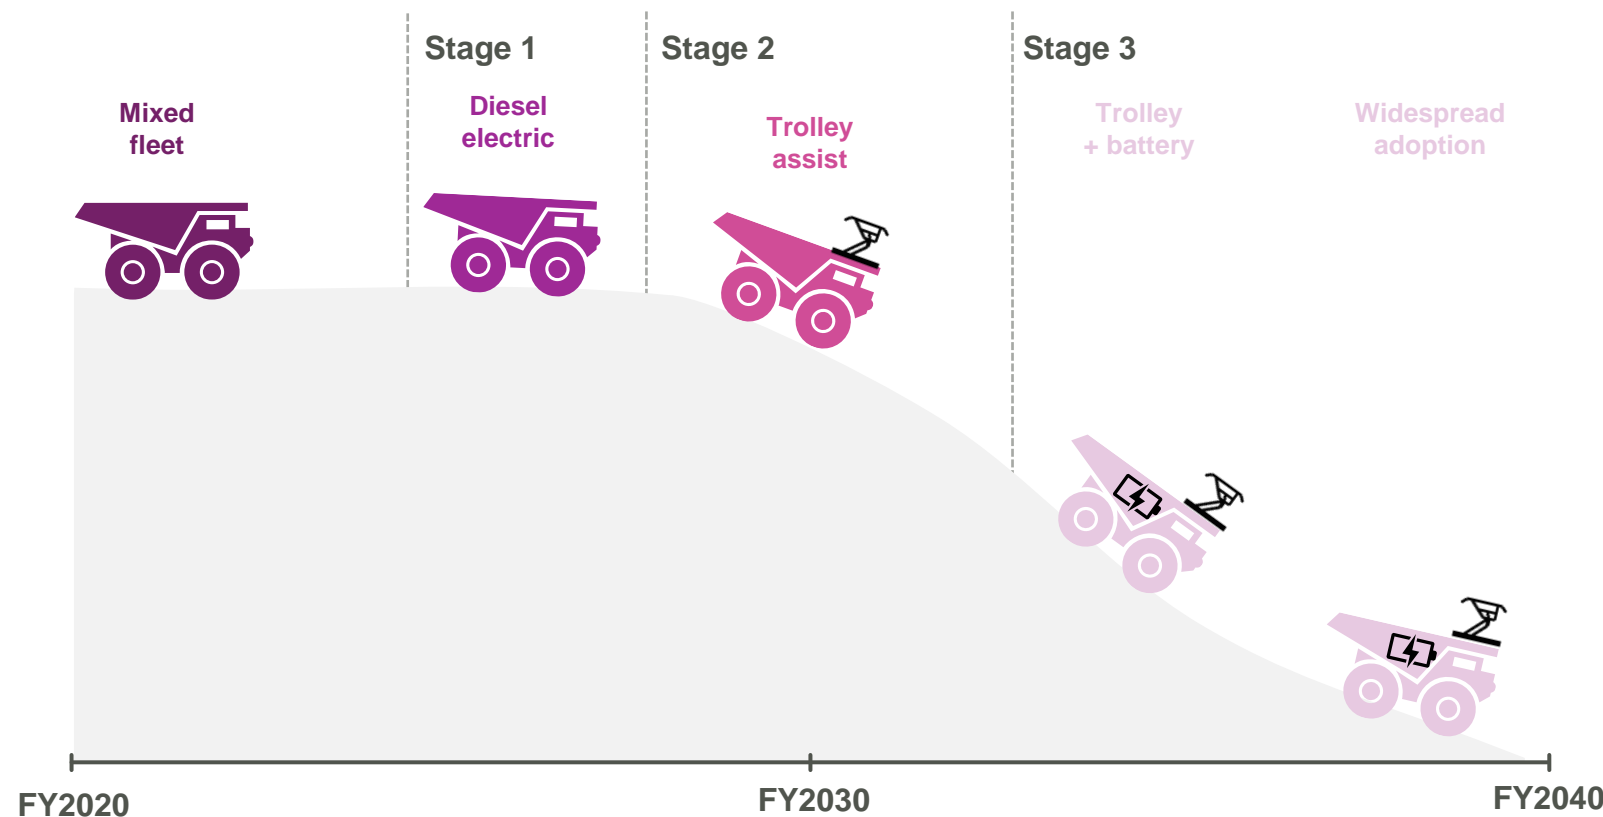 Stage 1
Stage 2
Stage 3
Mixed
fleet
Diesel
electric
Trolley
assist
Trolley
+ battery
Widespread
adoption
FY2020
FY2030
FY2040